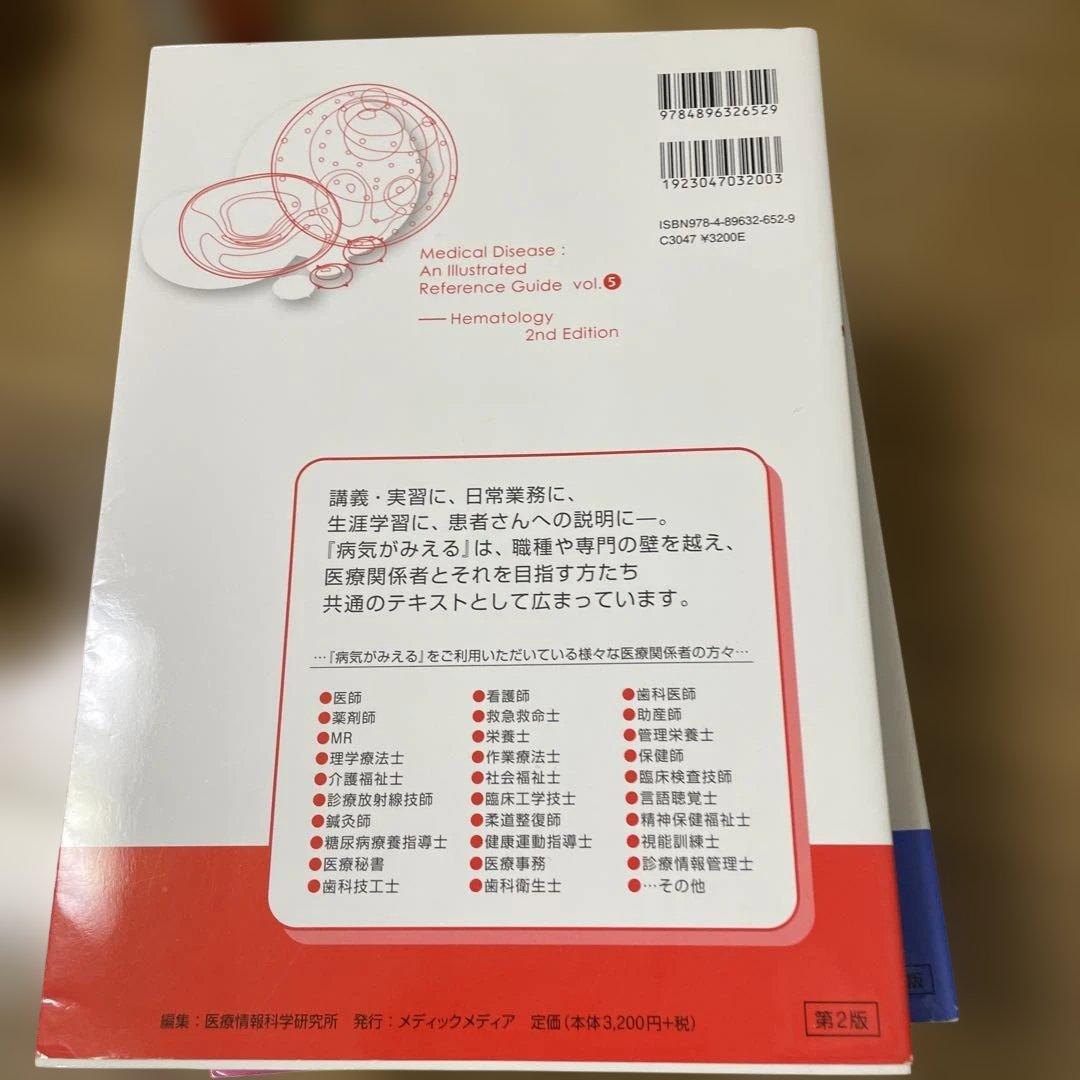 9784896326529
1923047032003
ISBN978-4-89632-652-9
C3047 ¥3200E
Medical Disease :
An Illustrated
Reference Guide vol.5
— Hematology
2nd Edition
講義・実習に、日常業務に、
生涯学習に、患者さんへの説明に―。
『病気がみえる』は、職種や専門の壁を越え、
医療関係者とそれを目指す方たち
共通のテキストとして広まっています。
…『病気がみえる』をご利用いただいている様々な医療関係者の方々…
●医師 ●看護師 ●歯科医師
●薬剤師 ●救急救命士 ●助産師
●MR ●栄養士 ●管理栄養士
●理学療法士 ●作業療法士 ●保健師
●介護福祉士 ●社会福祉士 ●臨床検査技師
●診療放射線技師 ●臨床工学技士 ●言語聴覚士
●鍼灸師 ●柔道整復師 ●精神保健福祉士
●糖尿病療養指導士 ●健康運動指導士 ●視能訓練士
●医療秘書 ●医療事務 ●診療情報管理士
●歯科技工士 ●歯科衛生士 ●…その他
編集：医療情報科学研究所 発行：メディックメディア 定価（本体3,200円+税）
第2版
版